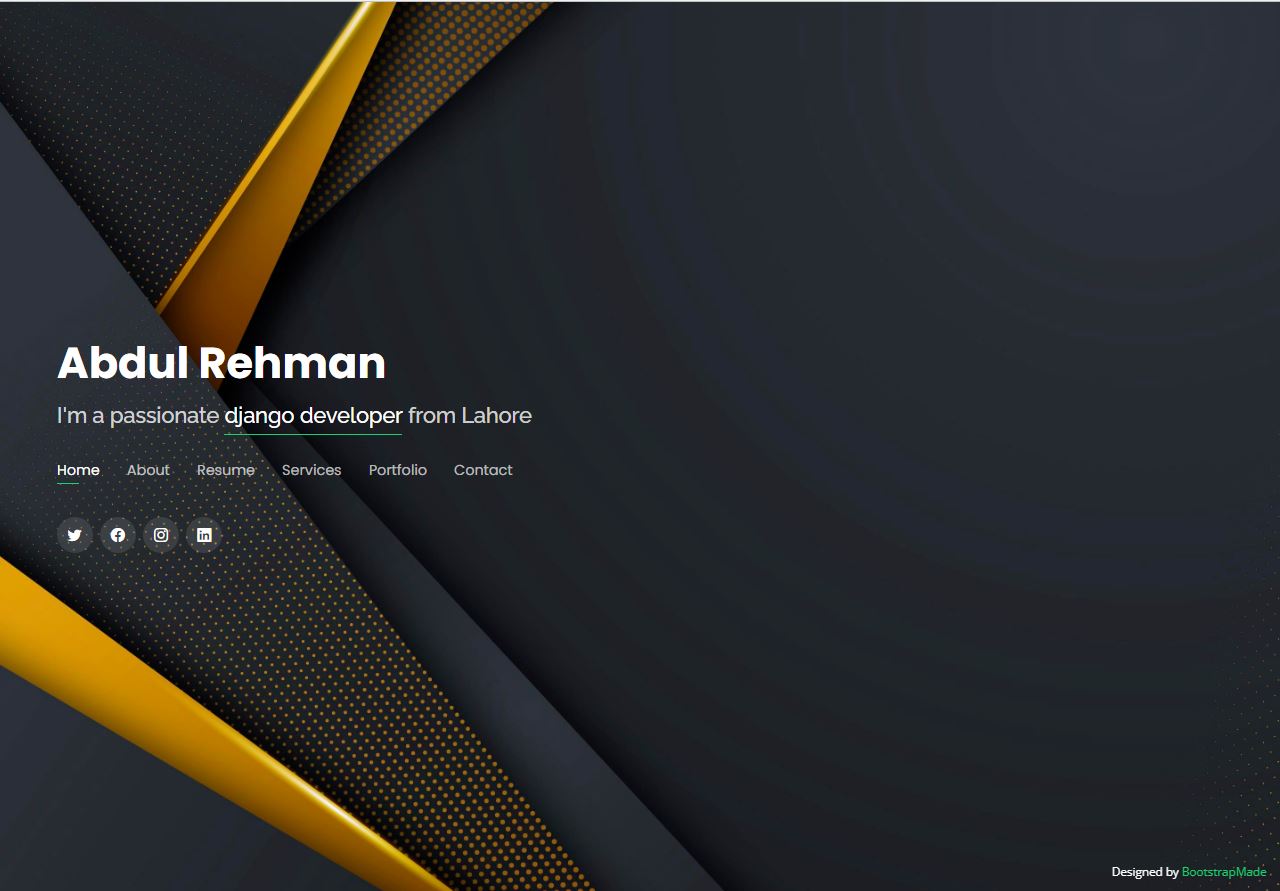 Abdul Rehman
I'm a passionate django developer from Lahore
Home About Resume Services Portfolio Contact
Designed by BootstrapMade